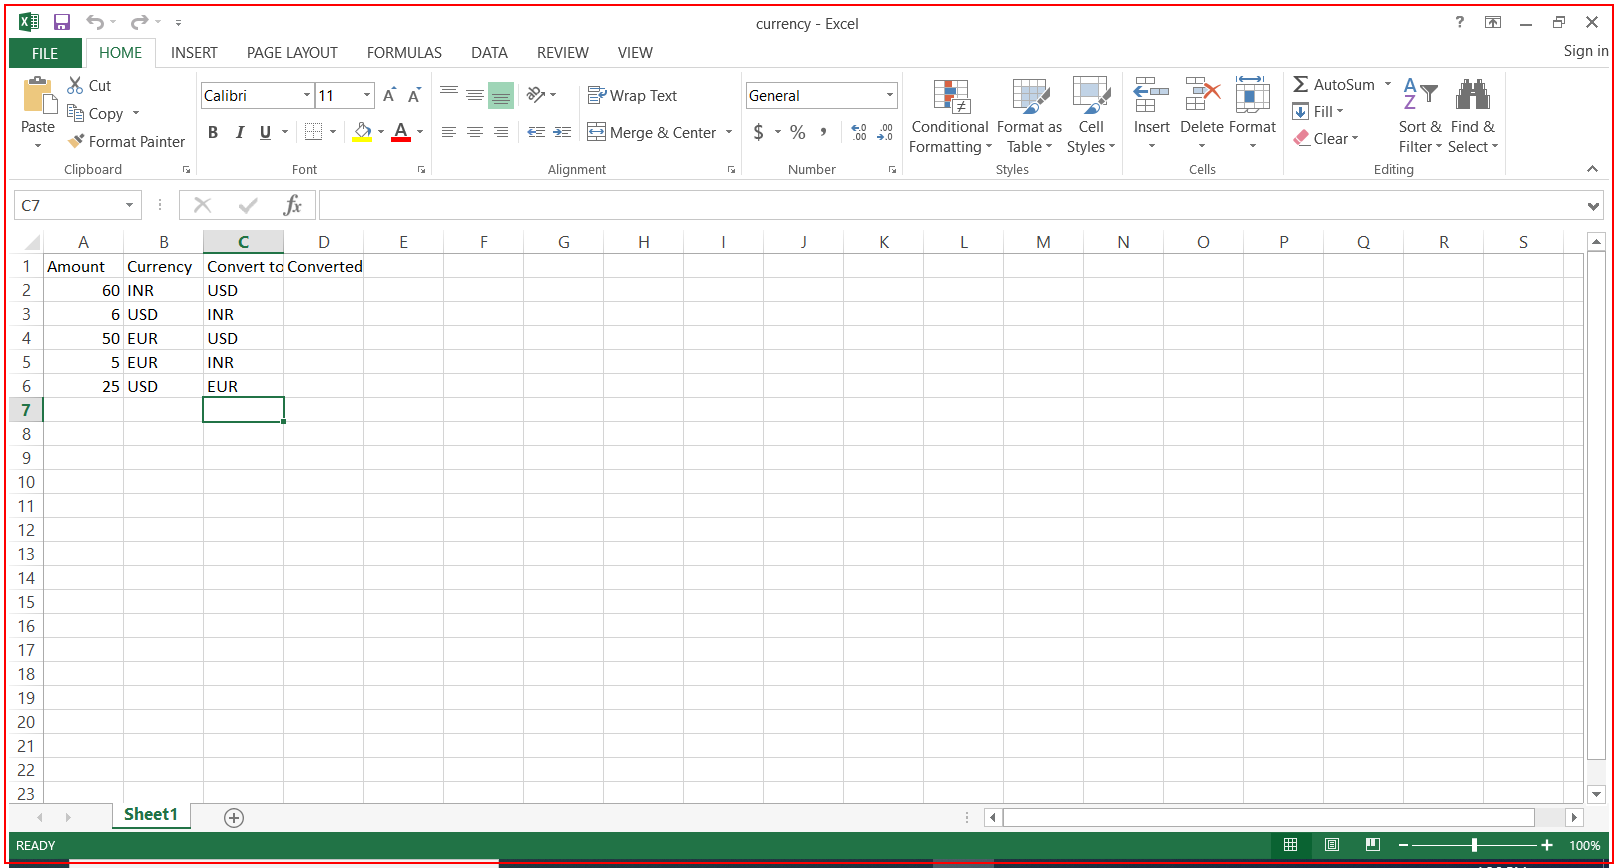 currency - Excel
?
FILE HOME INSERT PAGE LAYOUT FORMULAS DATA REVIEW VIEW Sign in
Paste
Cut
Copy
Format Painter
Clipboard
Calibri 11 A A
B I U A
Font
Wrap Text
Merge & Center
Alignment
General
$ % , .0 .00 .00 .0
Number
Conditional Formatting
Format as Table
Cell Styles
Styles
Insert Delete Format
Cells
AutoSum
Fill
Clear
A Z
Sort & Filter
Find & Select
Editing
C7 fx
A B C D E F G H I J K L M N O P Q R S
1 Amount Currency Convert to Converted
2 60 INR USD
3 6 USD INR
4 50 EUR USD
5 5 EUR INR
6 25 USD EUR
7
8
9
10
11
12
13
14
15
16
17
18
19
20
21
22
23
Sheet1
READY 100%